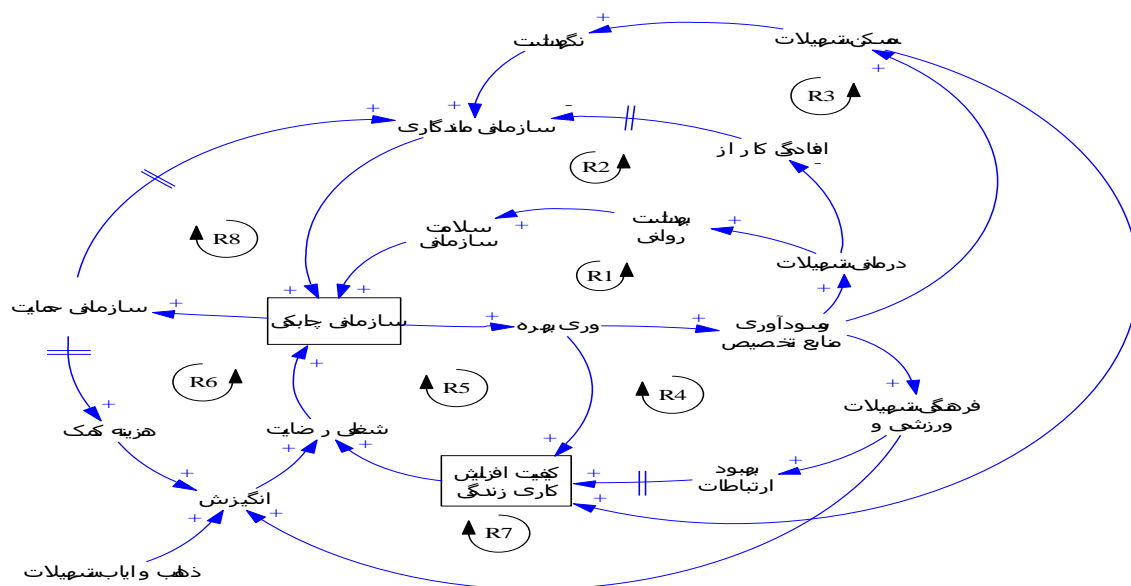 مسکن تسهیلات
نگهداشت
R3
سازمانی ماندگاری
افتادگی کار از
R2
بهداشت
روانی
سلامت
سازمانی
R8
R1
درمانی تسهیلات
سازمانی حمایت
سازمانی چابکی
وری بهره
و سودآوری
منابع تخصیص
R6
R5
R4
فرهنگی تسهیلات
ورزشی و
هزینه کمک
شغلی رضایت
کیفیت افزایش
کاری زندگی
بهبود
ارتباطات
انگیزش
R7
ذهاب و ایاب تسهیلات